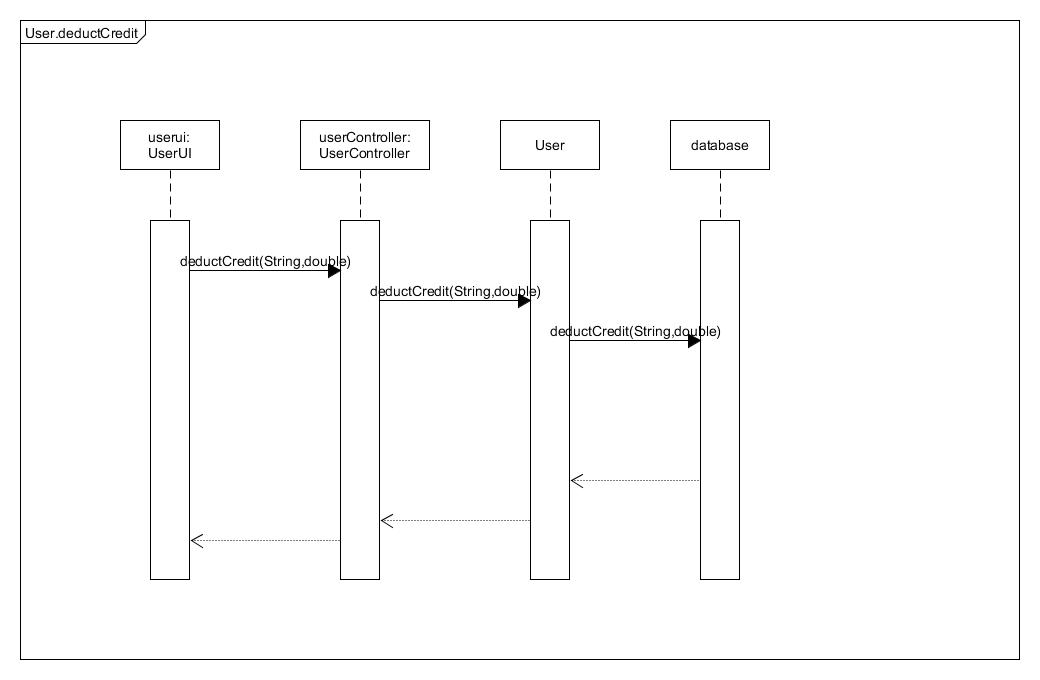 User.deductCredit
userui:
UserUI
userController:
UserController
User
database
deductCredit(String,double)
deductCredit(String,double)
deductCredit(String,double)